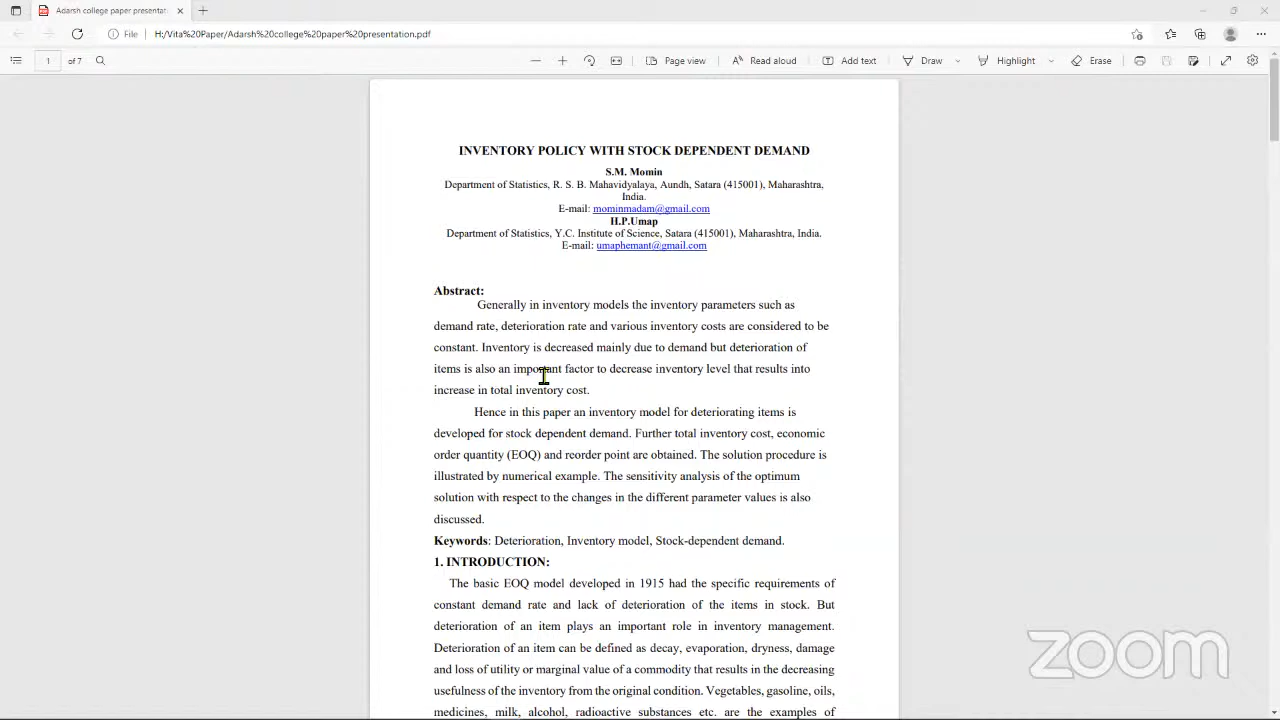 Adarsh college paper presentat
File
H:/Vita%20Paper/Adarsh%20college%20paper%20presentation.pdf
1 of 7
Page view
Read aloud
Add text
Draw
Highlight
Erase
INVENTORY POLICY WITH STOCK DEPENDENT DEMAND
S.M. Momin
Department of Statistics, R. S. B. Mahavidyalaya, Aundh, Satara (415001), Maharashtra,
India.
E-mail: mominmadam@gmail.com
H.P.Umap
Department of Statistics, Y.C. Institute of Science, Satara (415001), Maharashtra, India.
E-mail: umaphemant@gmail.com
Abstract:
Generally in inventory models the inventory parameters such as
demand rate, deterioration rate and various inventory costs are considered to be
constant. Inventory is decreased mainly due to demand but deterioration of
items is also an important factor to decrease inventory level that results into
increase in total inventory cost.
Hence in this paper an inventory model for deteriorating items is
developed for stock dependent demand. Further total inventory cost, economic
order quantity (EOQ) and reorder point are obtained. The solution procedure is
illustrated by numerical example. The sensitivity analysis of the optimum
solution with respect to the changes in the different parameter values is also
discussed.
Keywords: Deterioration, Inventory model, Stock-dependent demand.
1. INTRODUCTION:
The basic EOQ model developed in 1915 had the specific requirements of
constant demand rate and lack of deterioration of the items in stock. But
deterioration of an item plays an important role in inventory management.
Deterioration of an item can be defined as decay, evaporation, dryness, damage
and loss of utility or marginal value of a commodity that results in the decreasing
usefulness of the inventory from the original condition. Vegetables, gasoline, oils,
medicines, milk, alcohol, radioactive substances etc. are the examples of
zoom